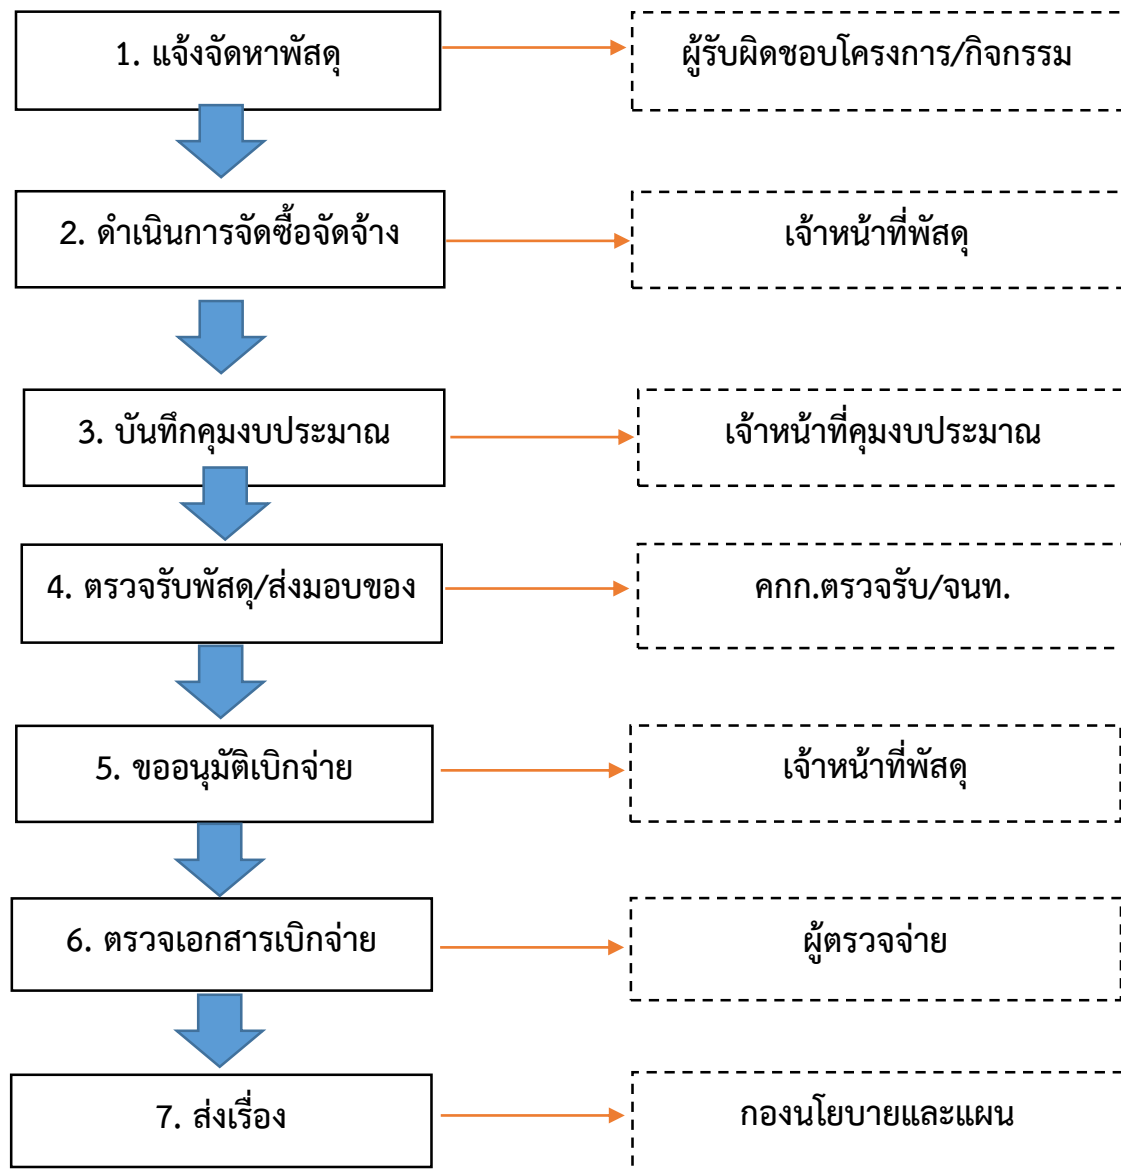 1. แจ้งจัดหาพัสดุ
ผู้รับผิดชอบโครงการ/กิจกรรม
2. ดำเนินการจัดซื้อจัดจ้าง
เจ้าหน้าที่พัสดุ
3. บันทึกคุมงบประมาณ
เจ้าหน้าที่คุมงบประมาณ
4. ตรวจรับพัสดุ/ส่งมอบของ
คกก.ตรวจรับ/จนท.
5. ขออนุมัติเบิกจ่าย
เจ้าหน้าที่พัสดุ
6. ตรวจเอกสารเบิกจ่าย
ผู้ตรวจจ่าย
7. ส่งเรื่อง
กองนโยบายและแผน